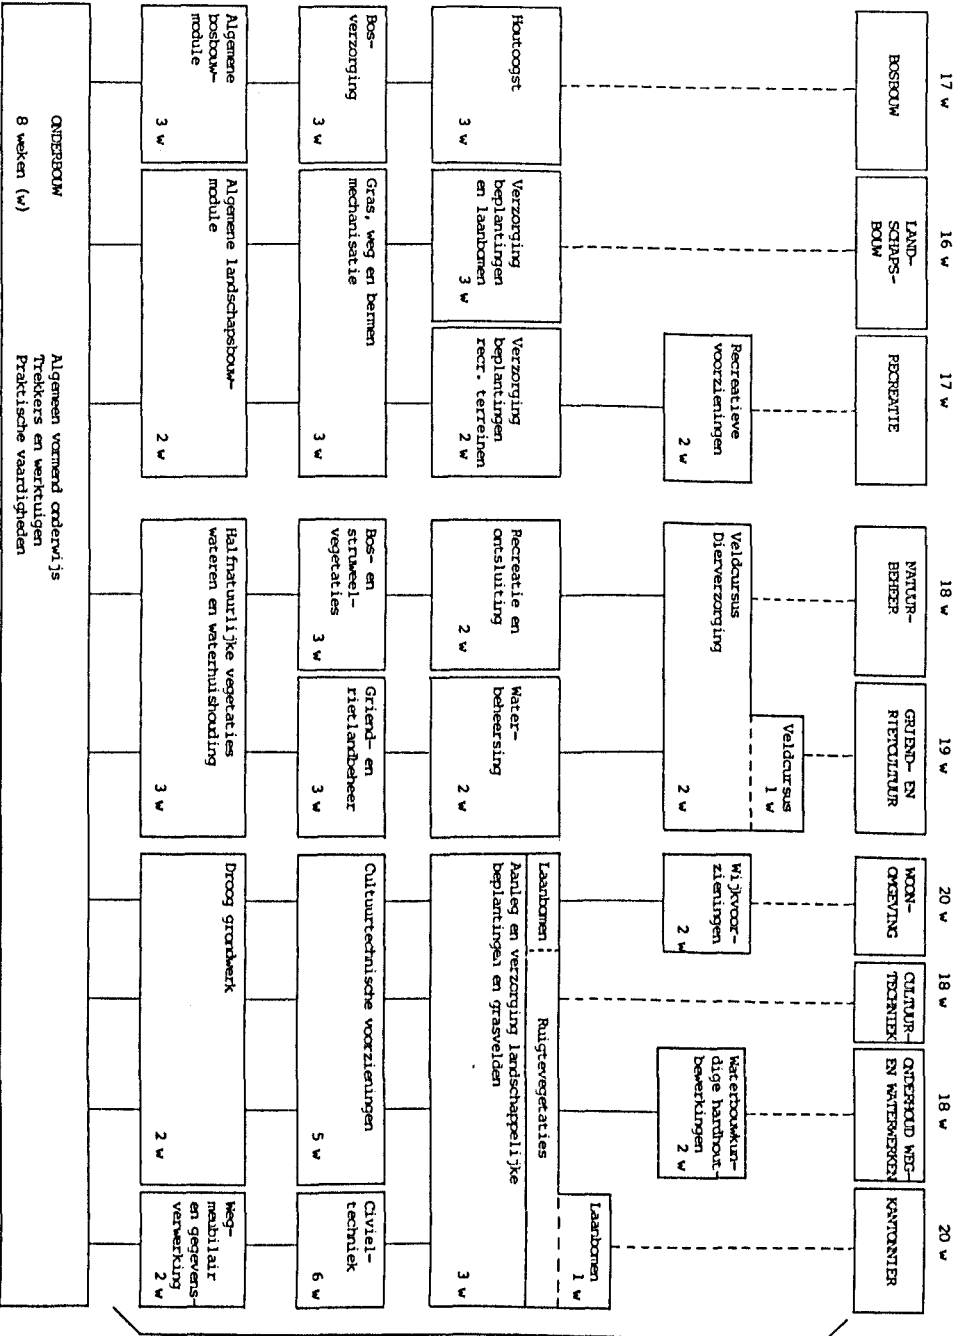 17 w
16 w
17 w
18 w
19 w
20 w
18 w
18 w
20 w
BOSBOUW
LAND-
SCHAPS-
BOUW
RECREATIE
NATUUR-
BEHEER
GRIEND- EN
RIETCULTUUR
WOON-
OMGEVING
CULTUUR-
TECHNIEK
ONDERHOUD WEG-
EN WATERWERKEN
KANTONNIER
Veldcursus
1 w
Recreatieve
voorzieningen
2 w
Veldcursus
Dierverzorging
2 w
Wijkvoor-
zieningen
2 w
Waterbouwkun-
dige hardhout-
bewerkingen
2 w
Laanbomen
1 w
Houtoogst
3 w
Verzorging
beplantingen
en laanbomen
3 w
Verzorging
beplantingen
recr. terreinen
2 w
Recreatie en
ontsluiting
2 w
Water-
beheersing
2 w
Laanbomen
Ruigtevegetaties
Aanleg en verzorging landschappelijke
beplantingen en grasvelden
3 w
Bos-
verzorging
3 w
Gras, weg en bermen
mechanisatie
3 w
Bos- en
struweel-
vegetaties
3 w
Griend- en
rietlandbeheer
3 w
Cultuurtechnische voorzieningen
5 w
Civiel-
techniek
6 w
Algemene
bosbouw-
module
3 w
Algemene landschapsbouw-
module
2 w
Halfnatuurlijke vegetaties
wateren en waterhuishouding
3 w
Droog grondwerk
2 w
Weg-
meubilair
en gegevens-
verwerking
2 w
ONDERBOUW
8 weken (w)
Algemeen vormend onderwijs
Trekkers en werktuigen
Praktische vaardigheden